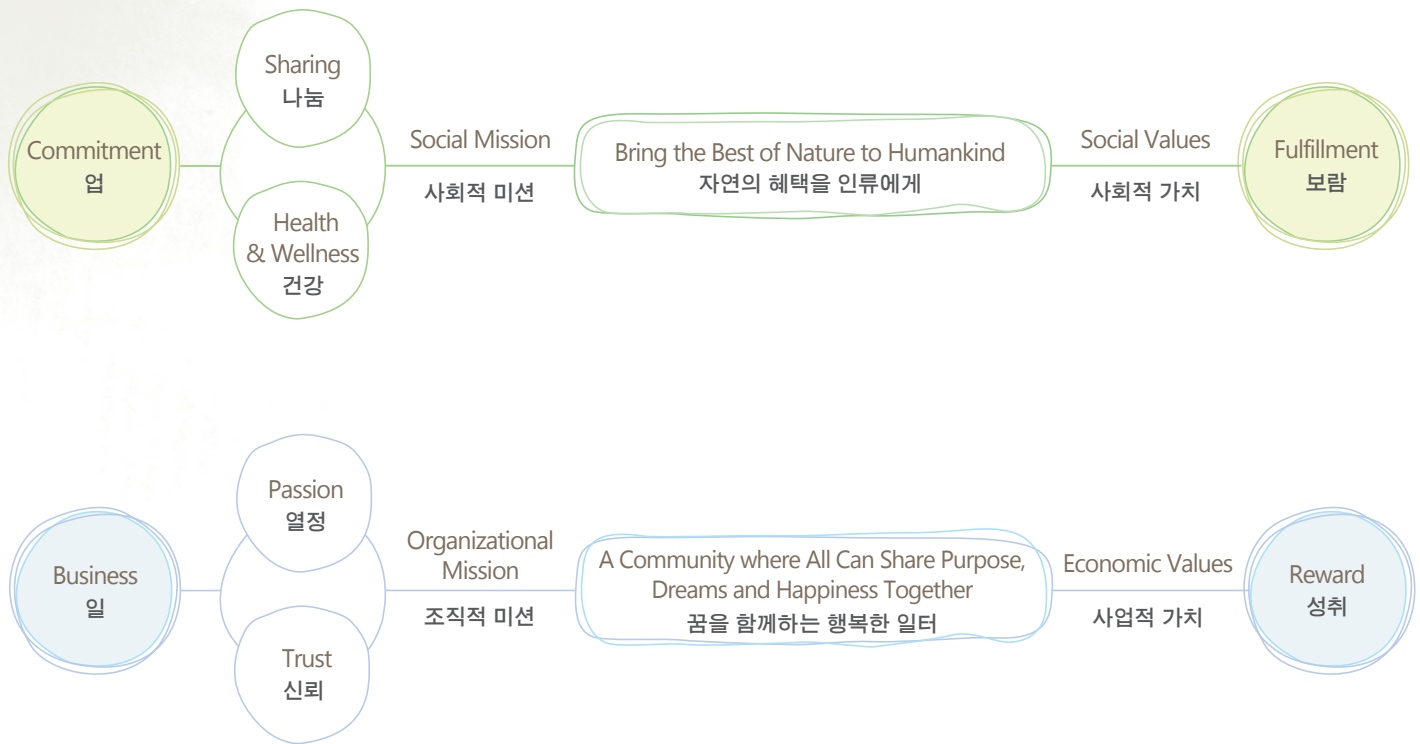 Commitment
업
Sharing
나눔
Health
& Wellness
건강
Social Mission
사회적 미션
Bring the Best of Nature to Humankind
자연의 혜택을 인류에게
Social Values
사회적 가치
Fulfillment
보람
Business
일
Passion
열정
Trust
신뢰
Organizational
Mission
조직적 미션
A Community where All Can Share Purpose,
Dreams and Happiness Together
꿈을 함께하는 행복한 일터
Economic Values
사업적 가치
Reward
성취